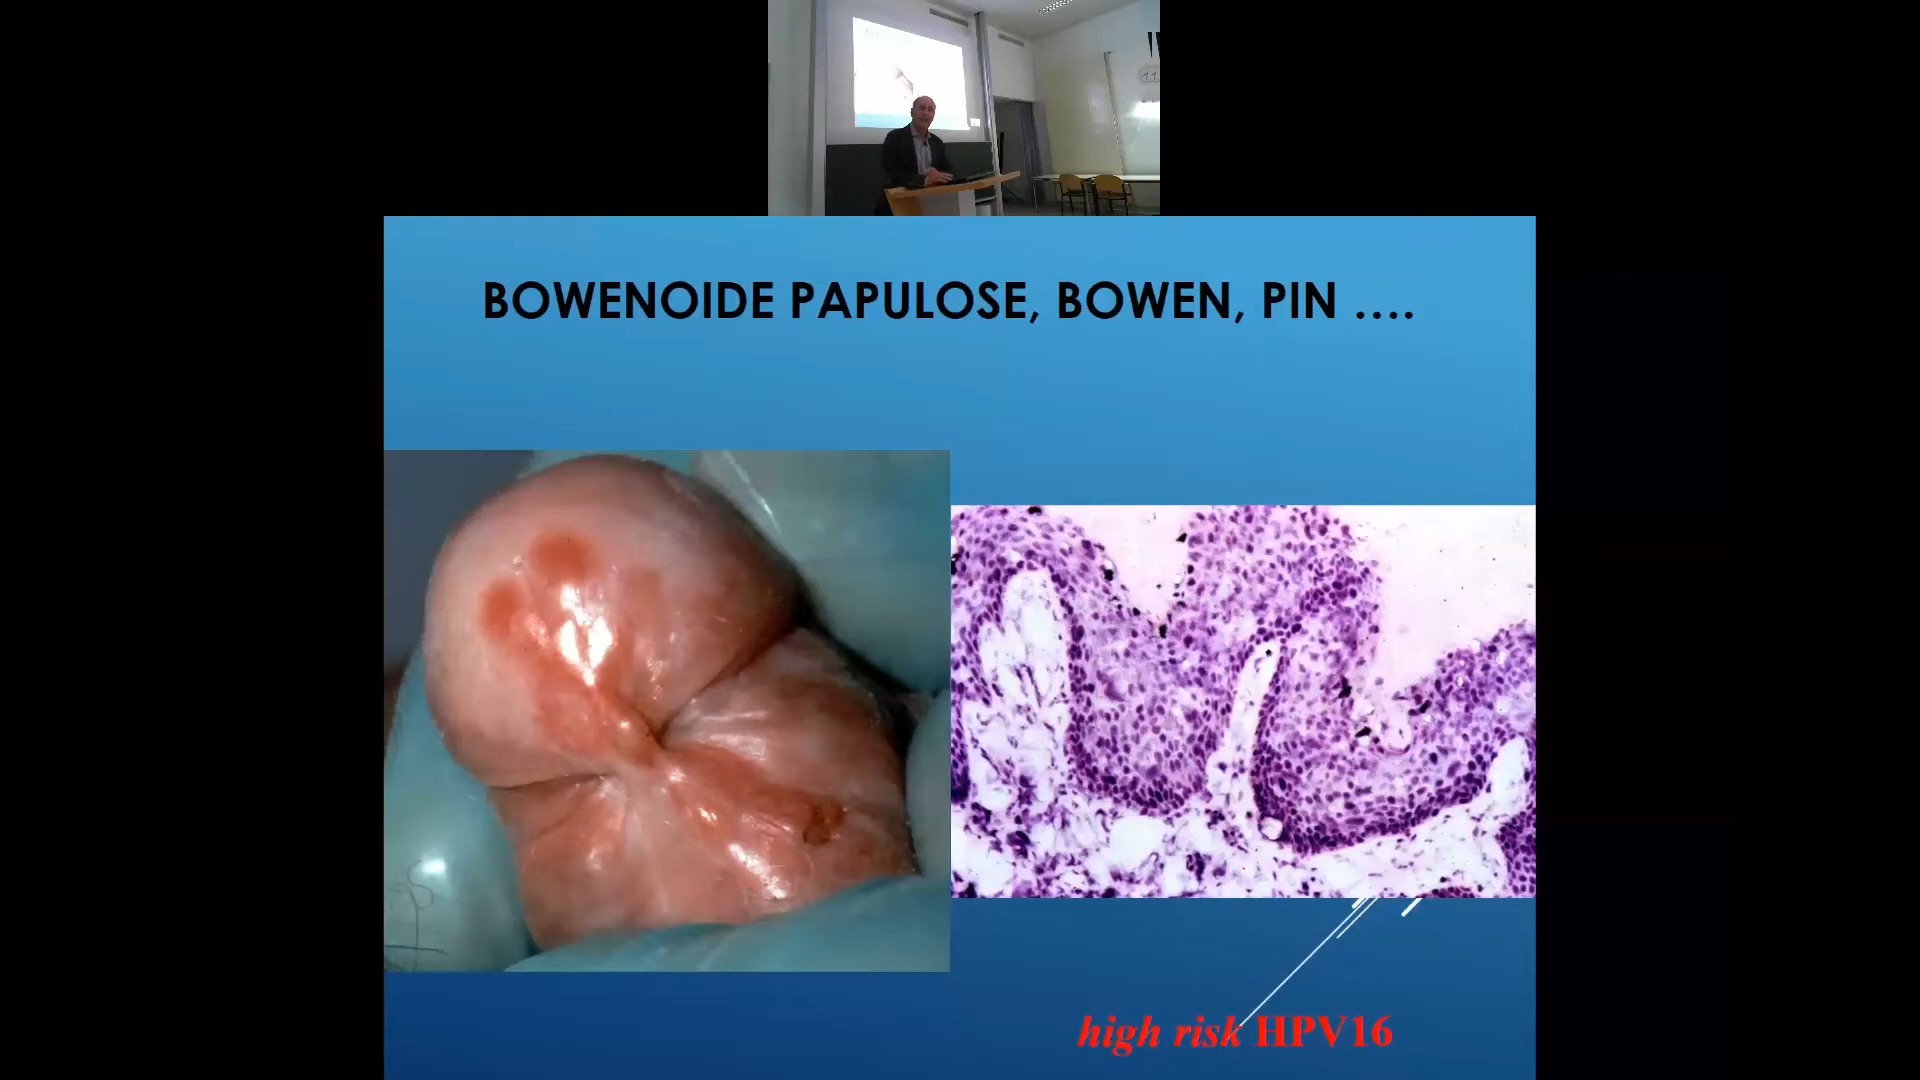 BOWENOIDE PAPULOSE, BOWEN, PIN ....
high risk HPV16